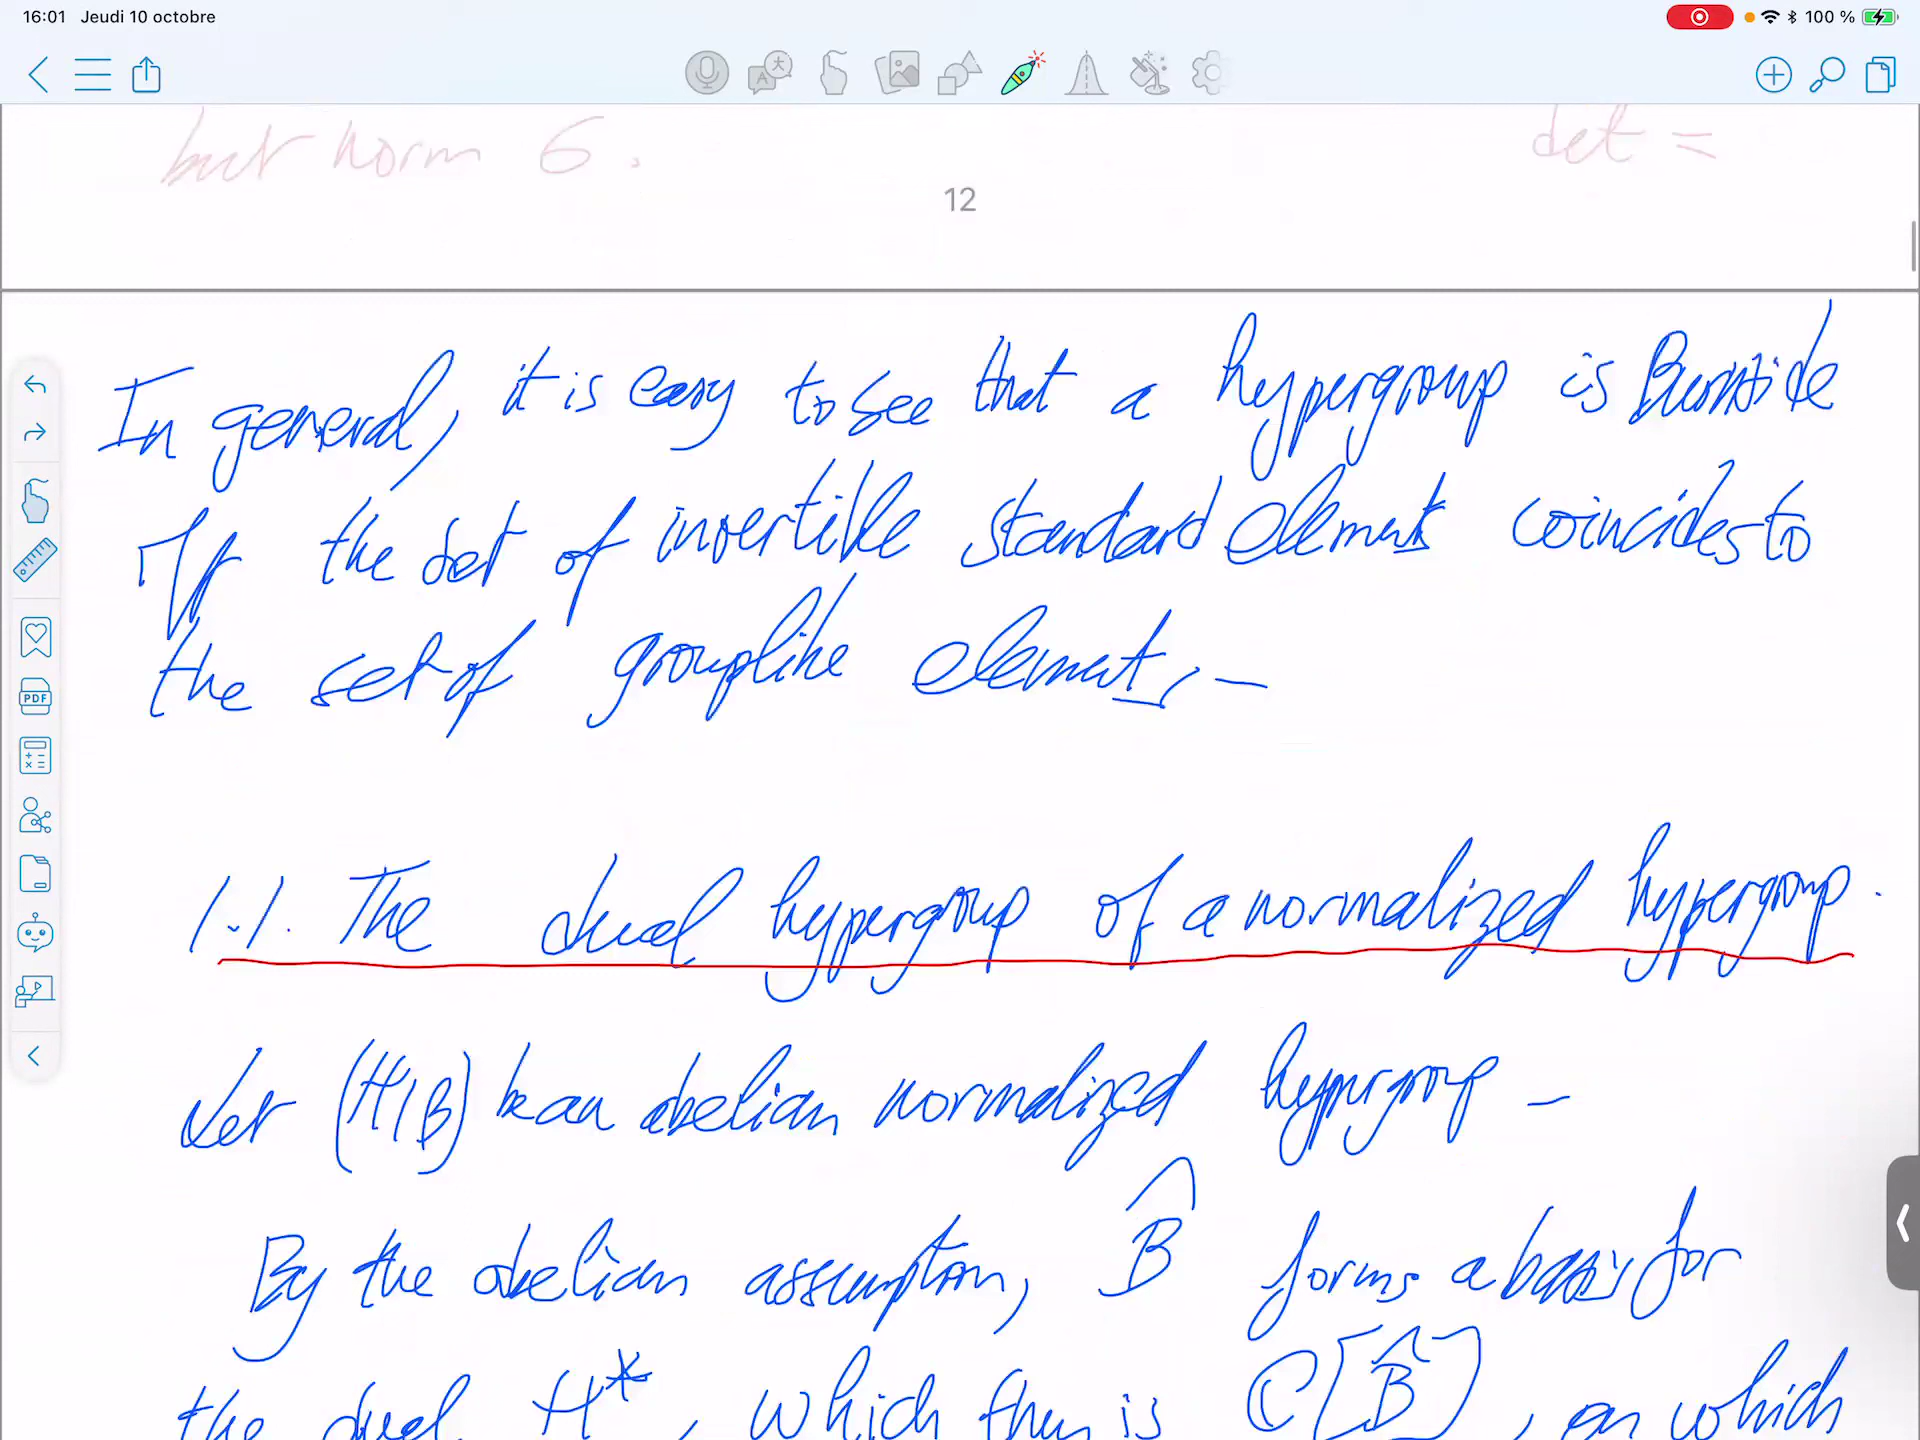 16:01 Jeudi 10 octobre
100 %
but norm 6.
det =
12
In general, it is easy to see that a hypergroup is Burnside
iff the set of invertible standard elements coincides to
the set of grouplike elements. -
1.1. The dual hypergroup of a normalized hypergroup.
Let (H,B) be an abelian normalized hypergroup -
By the abelian assumption, B̂ forms a basis for
the dual H*, which then is ℂ[B̂], on which
PDF